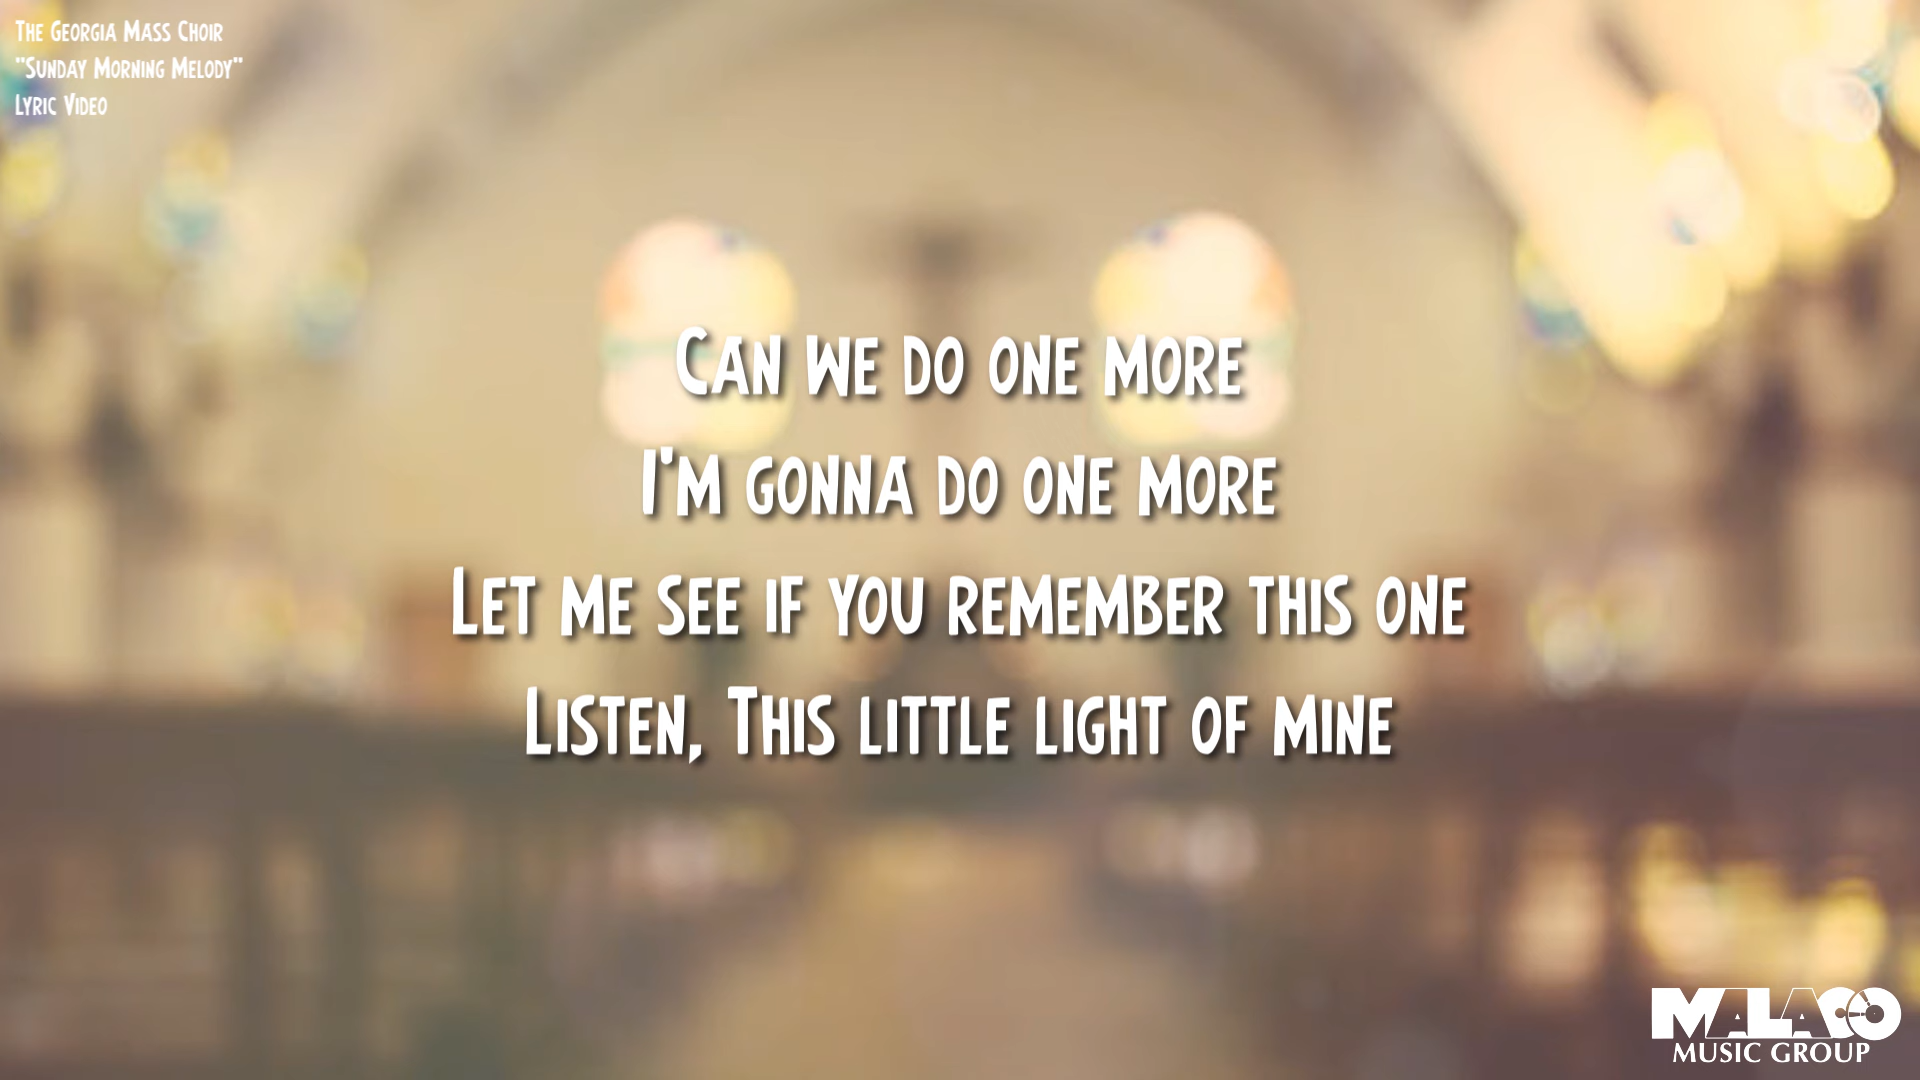 The Georgia Mass Choir
"Sunday Morning Melody"
Lyric Video
Can we do one more
I'm gonna do one more
Let me see if you remember this one
Listen, This little light of mine
MALACO
MUSIC GROUP